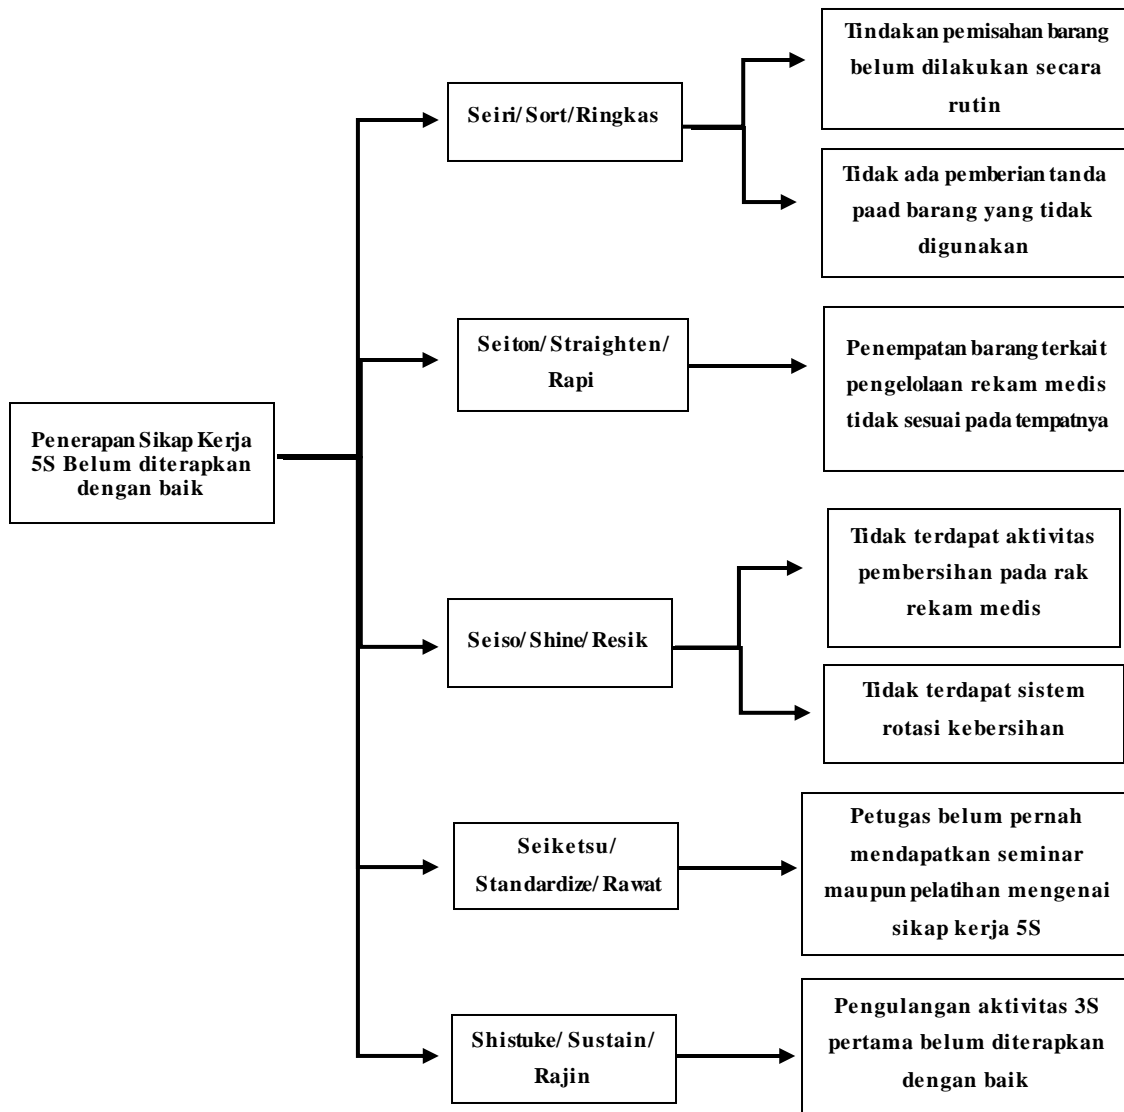 Penerapan Sikap Kerja
5S Belum diterapkan
dengan baik
Seiri/ Sort/Ringkas
Tindakan pemisahan barang
belum dilakukan secara
rutin
Tidak ada pemberian tanda
paad barang yang tidak
digunakan
Seiton/ Straighten/
Rapi
Penempatan barang terkait
pengelolaan rekam medis
tidak sesuai pada tempatnya
Seiso/ Shine/ Resik
Tidak terdapat aktivitas
pembersihan pada rak
rekam medis
Tidak terdapat sistem
rotasi kebersihan
Seiketsu/
Standardize/ Rawat
Petugas belum pernah
mendapatkan seminar
maupun pelatihan mengenai
sikap kerja 5S
Shistuke/ Sustain/
Rajin
Pengulangan aktivitas 3S
pertama belum diterapkan
dengan baik